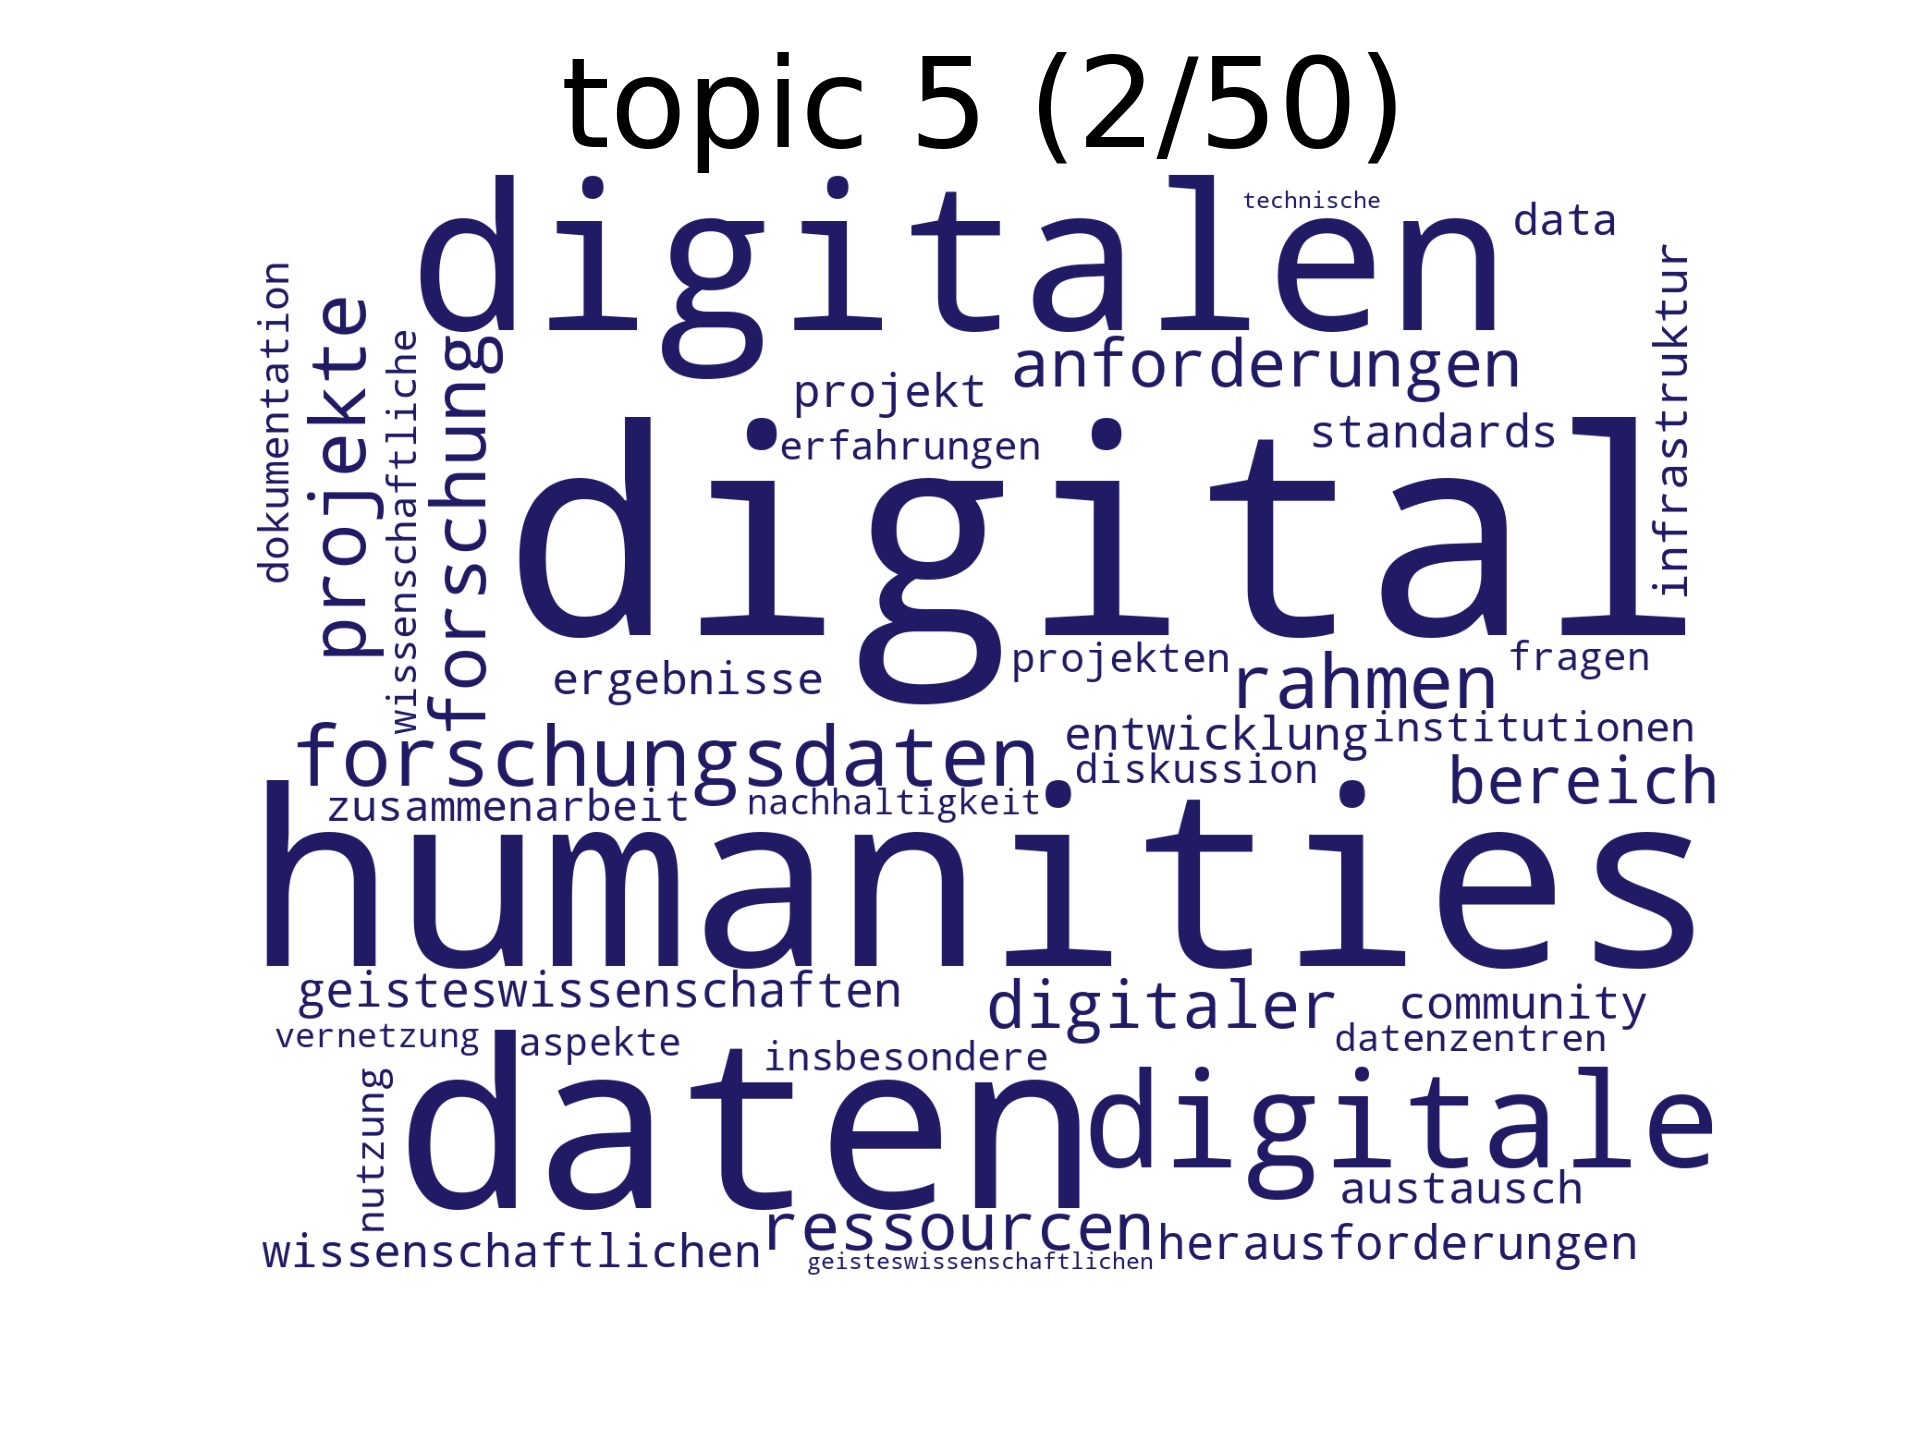 topic 5 (2/50)
digitalen
technische
data
dokumentation
projekte
wissenschaftliche
forschung
infrastruktur
anforderungen
projekt
erfahrungen
standards
digital
ergebnisse
projekten
rahmen
fragen
forschungsdaten
entwicklung
institutionen
diskussion
bereich
zusammenarbeit
nachhaltigkeit
humanities
geisteswissenschaften
digitaler
community
vernetzung
aspekte
insbesondere
datenzentren
nutzung
daten
digitale
austausch
ressourcen
wissenschaftlichen
herausforderungen
geisteswissenschaftlichen